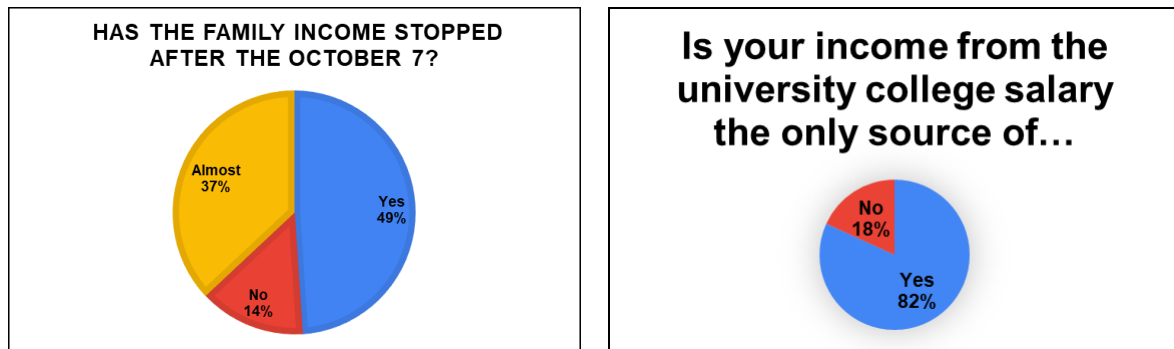 HAS THE FAMILY INCOME STOPPED
AFTER THE OCTOBER 7?
Almost
37%
Yes
49%
No
14%
Is your income from the
university college salary
the only source of…
No
18%
Yes
82%